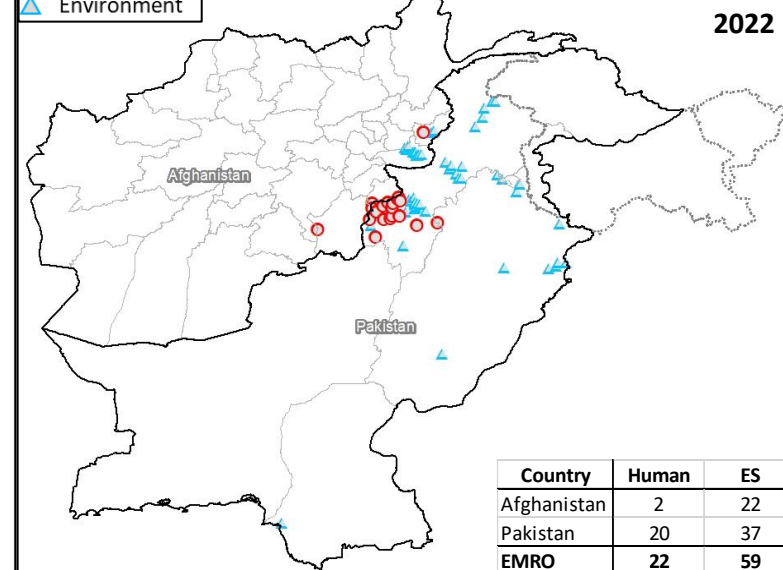 Environment
2022
Afghanistan
Pakistan
Country Human ES
Afghanistan 2 22
Pakistan 20 37
EMRO 22 59